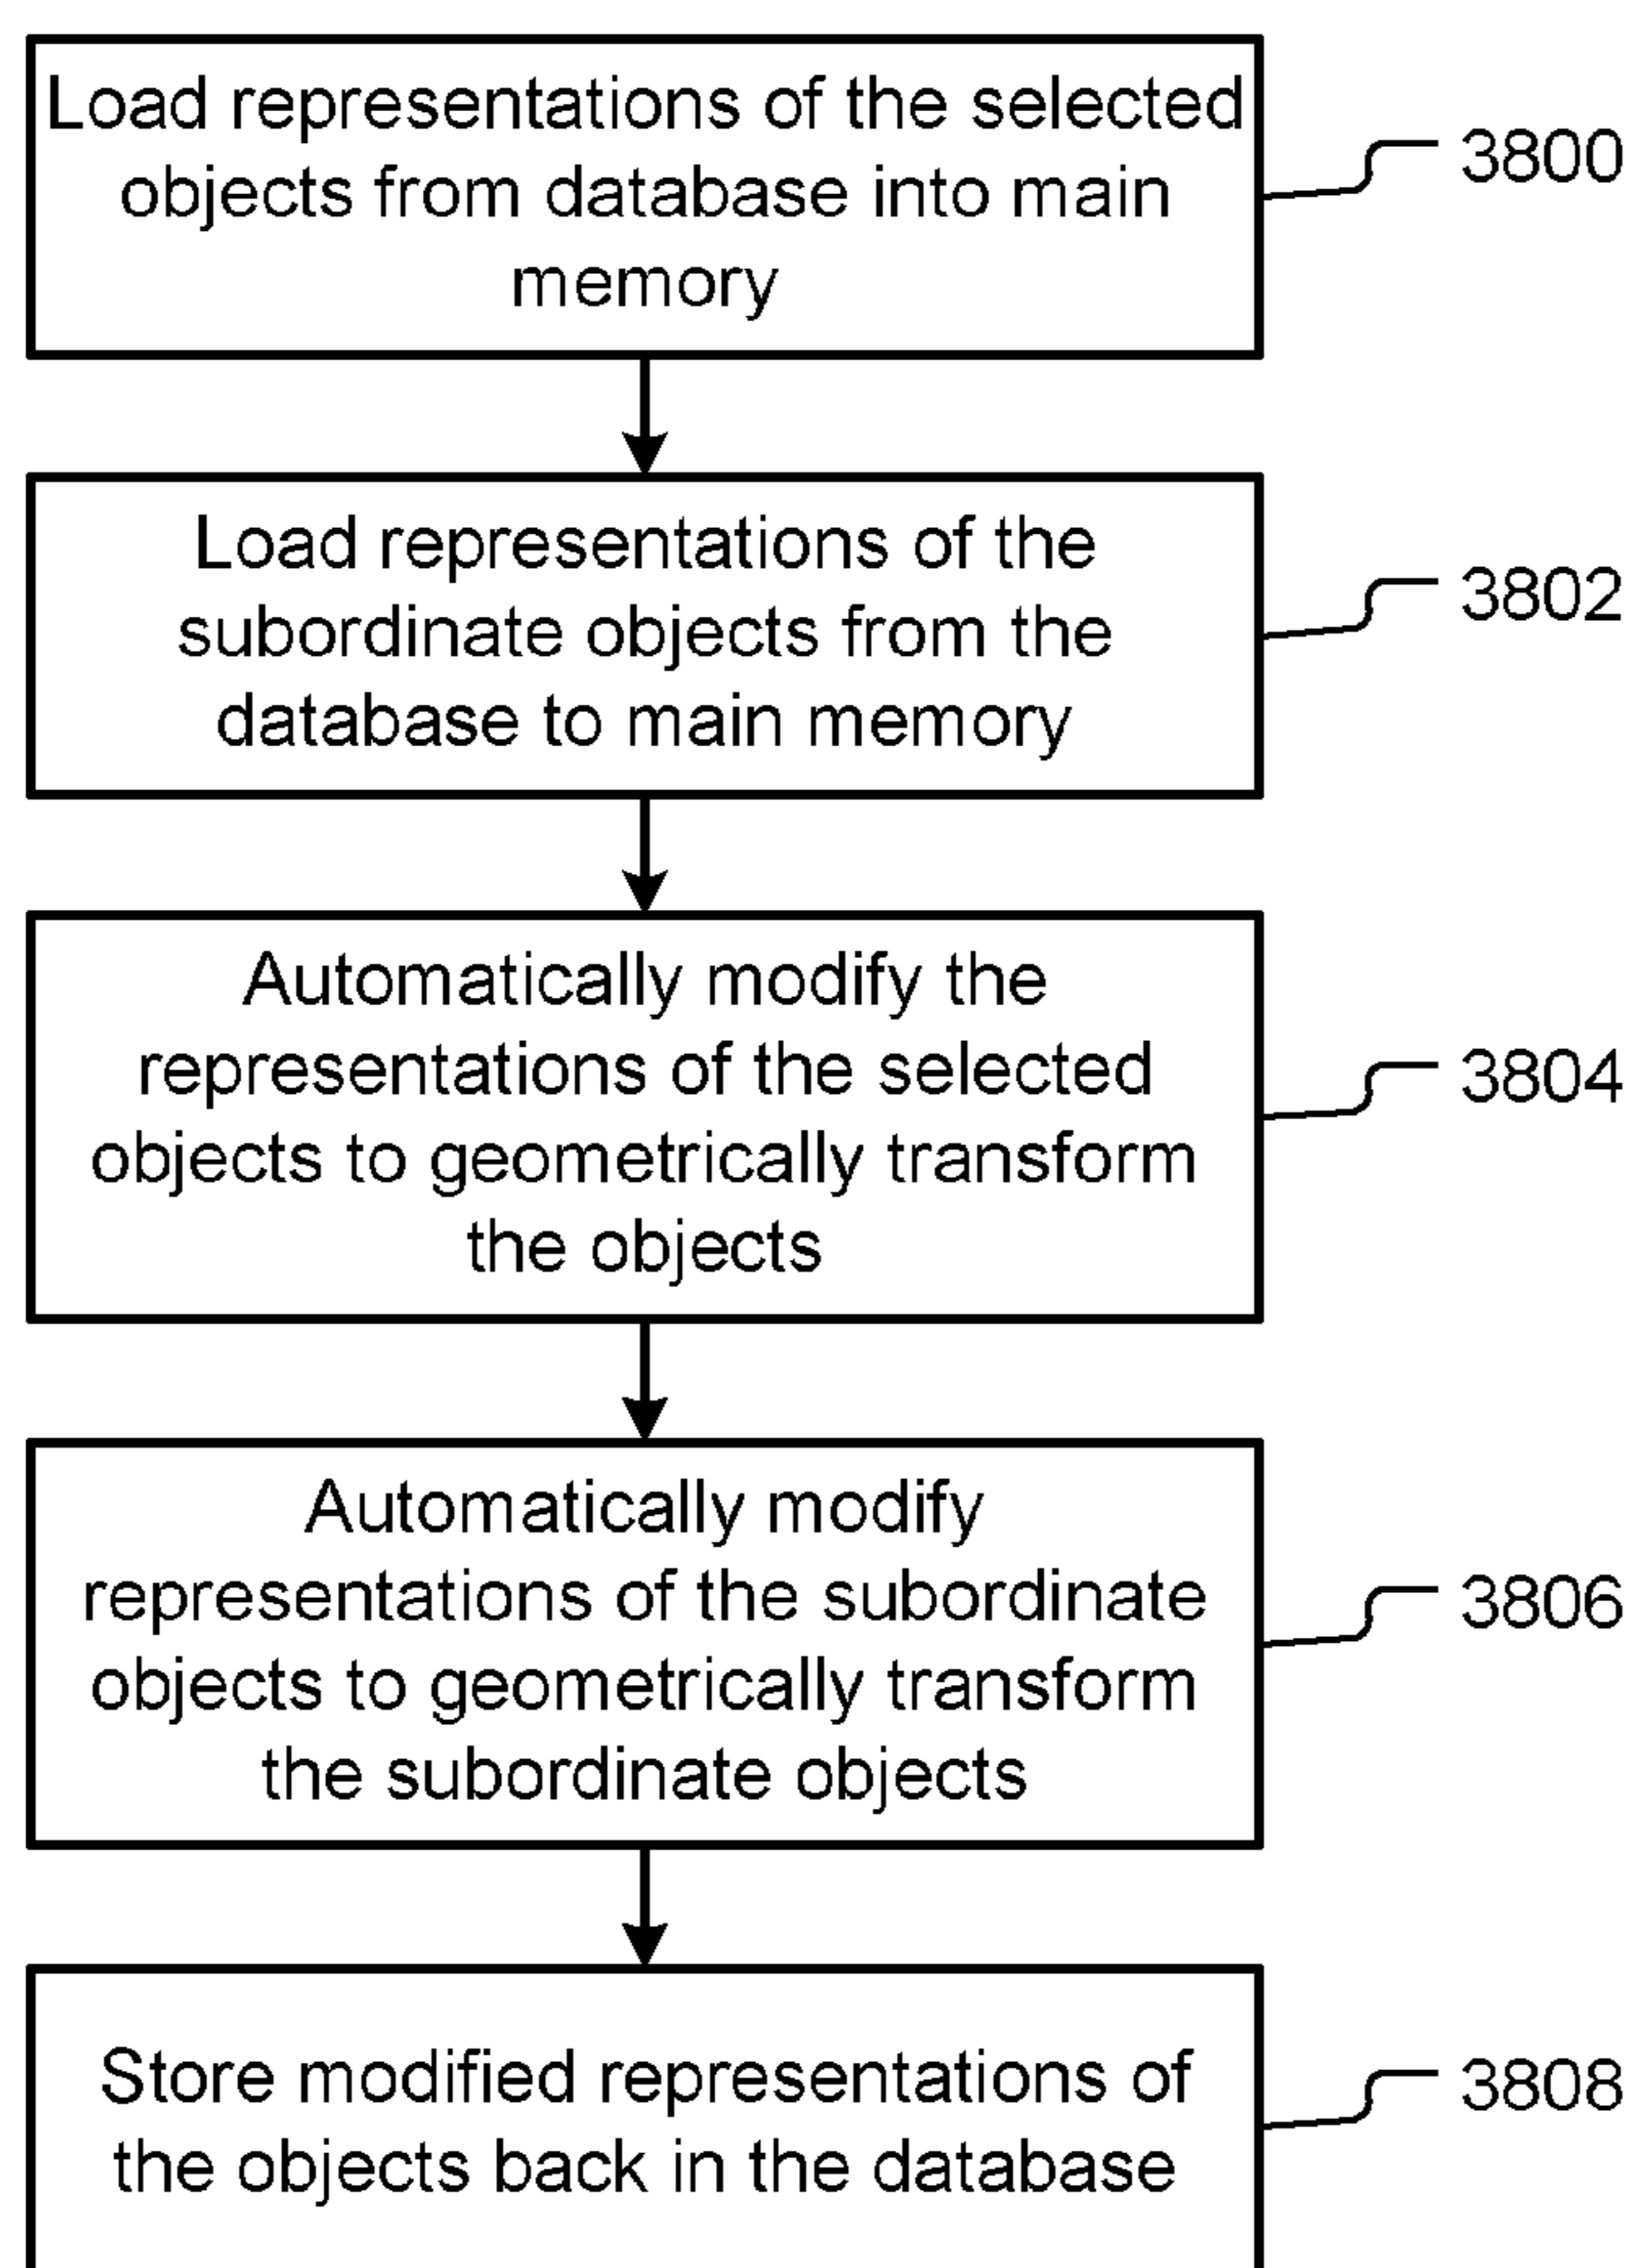 Load representations of the selected
objects from database into main
memory
3800
Load representations of the
subordinate objects from the
database to main memory
3802
Automatically modify the
representations of the selected
objects to geometrically transform
the objects
3804
Automatically modify
representations of the subordinate
objects to geometrically transform
the subordinate objects
3806
Store modified representations of
the objects back in the database
3808